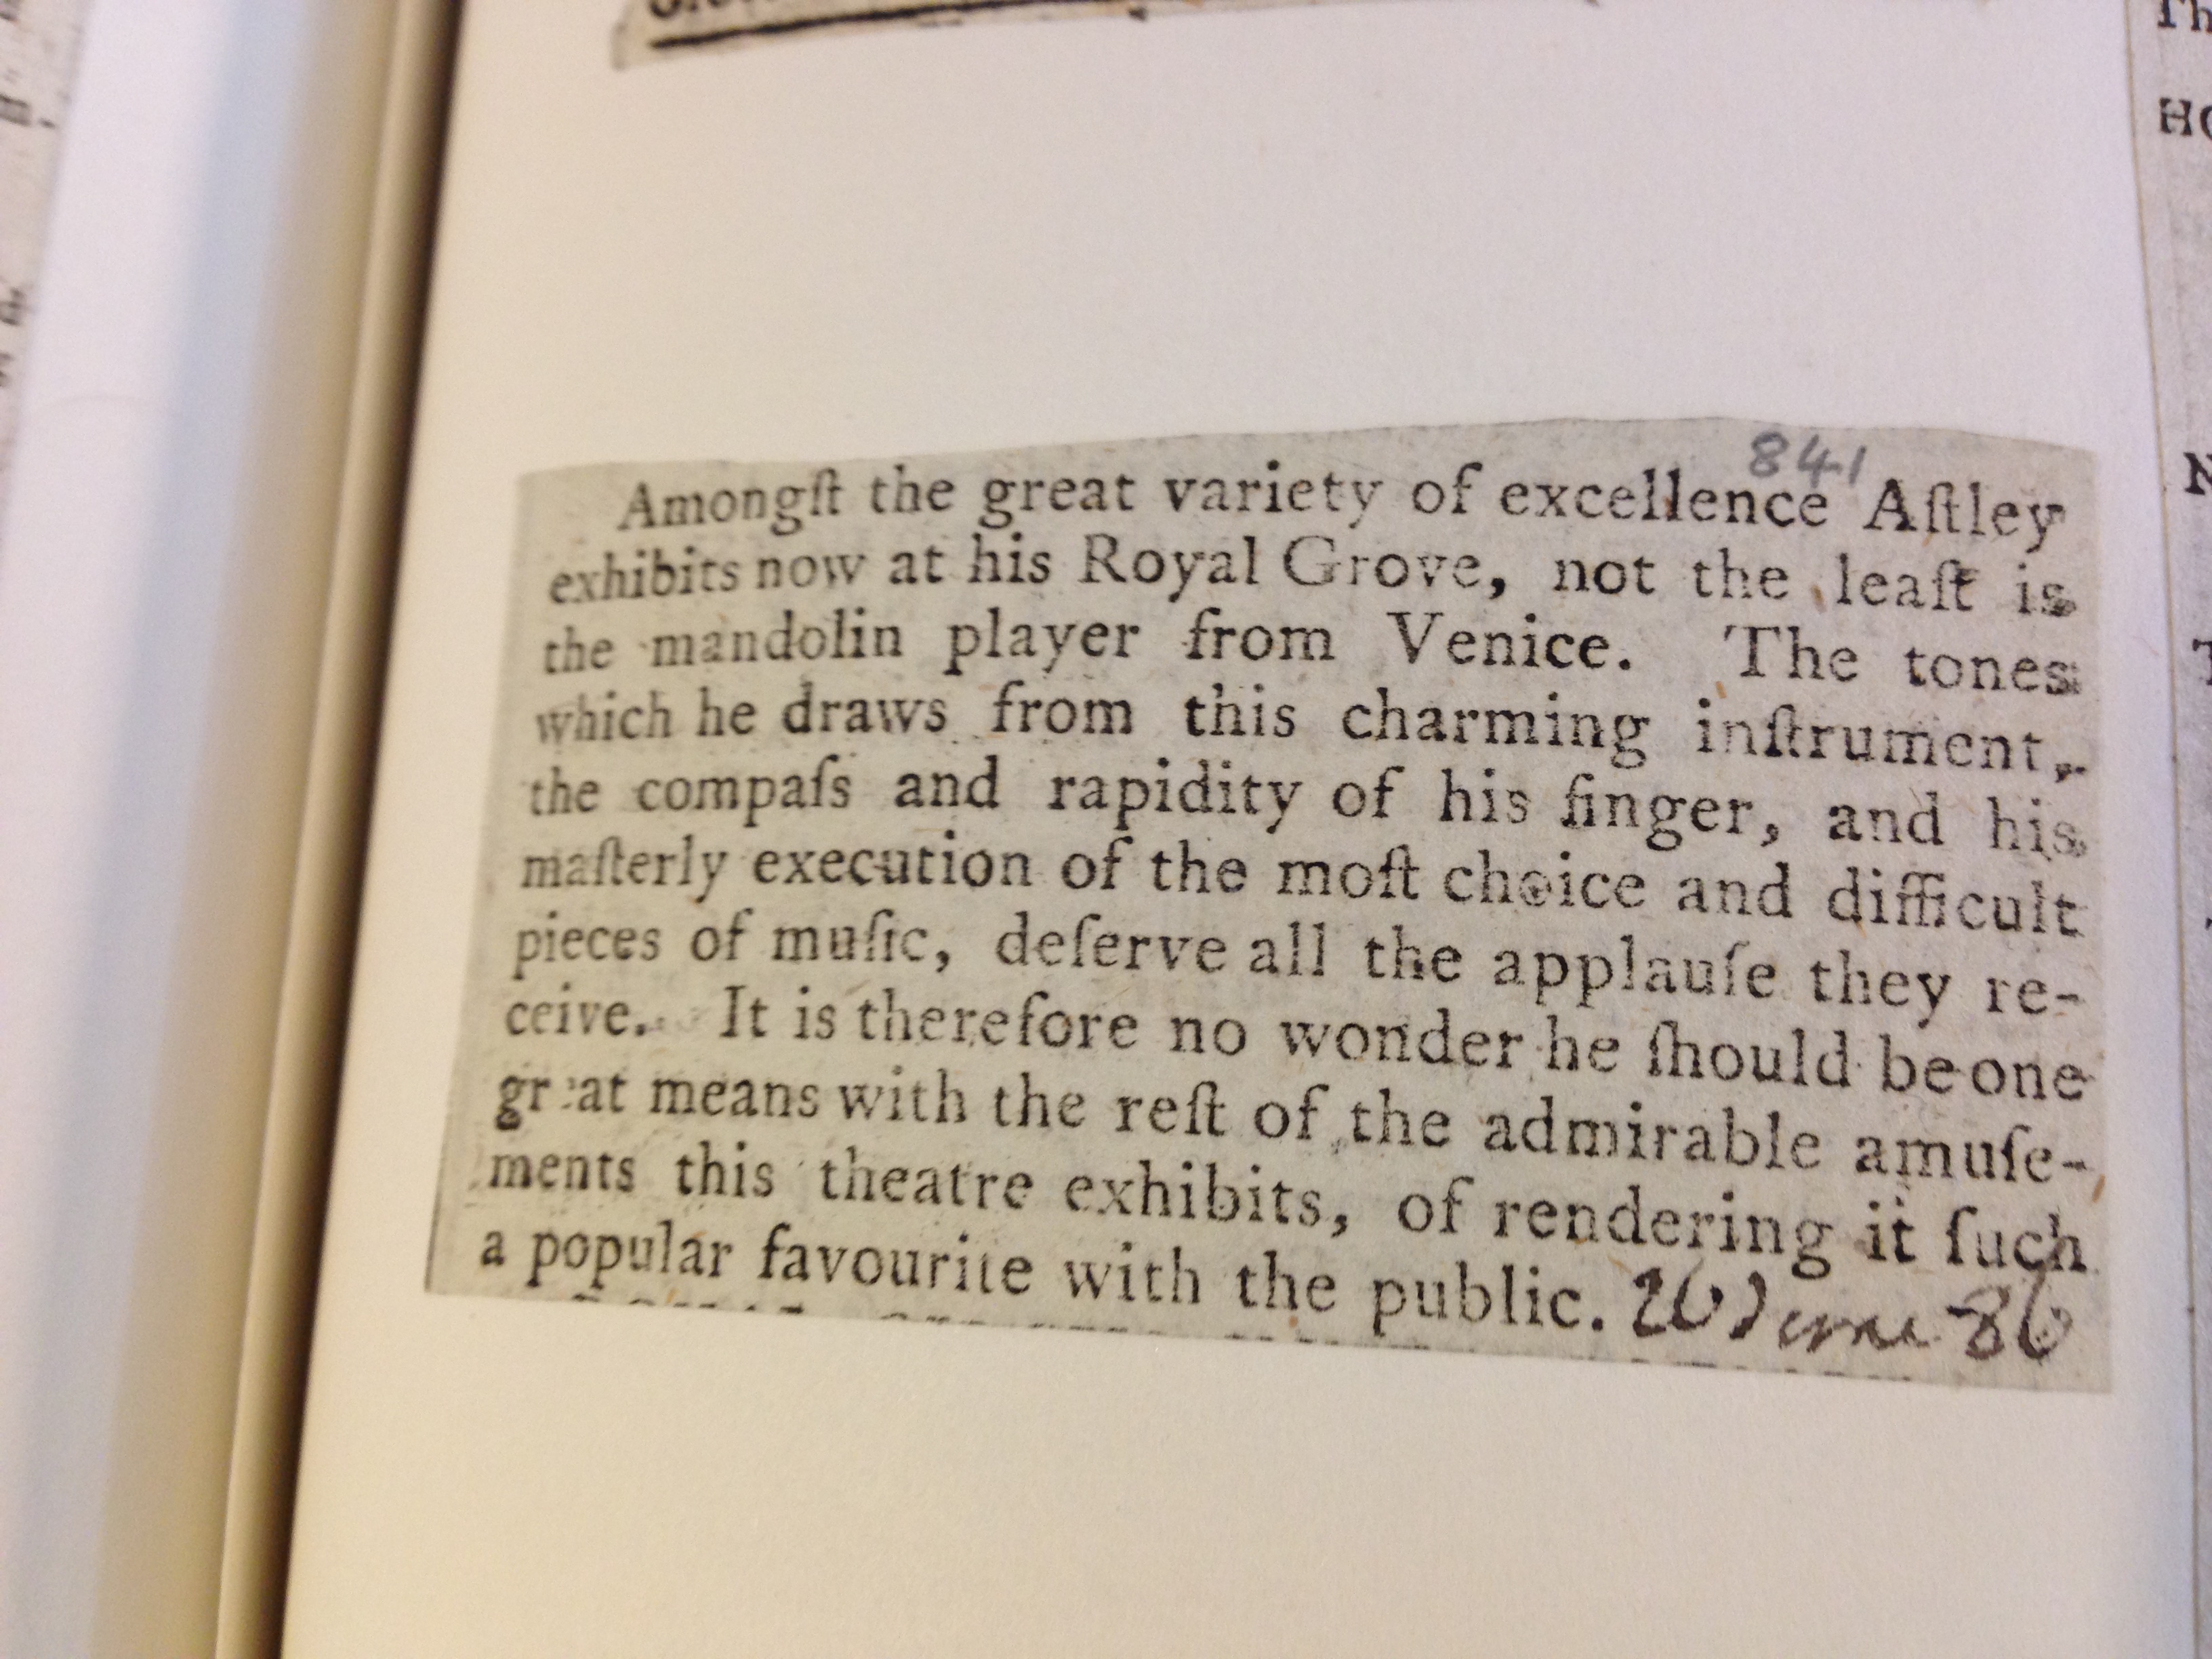 841
Amongſt the great variety of excellence Aſtley
exhibits now at his Royal Grove, not the leaſt is
the mandolin player from Venice. The tones
which he draws from this charming inſtrument,
the compaſs and rapidity of his finger, and his
maſterly execution of the moſt choice and difficult
pieces of muſic, deſerve all the applauſe they re-
ceive. It is therefore no wonder he ſhould be one
great means with the reſt of the admirable amuſe-
ments this theatre exhibits, of rendering it ſuch
a popular favourite with the public. 26 June 86